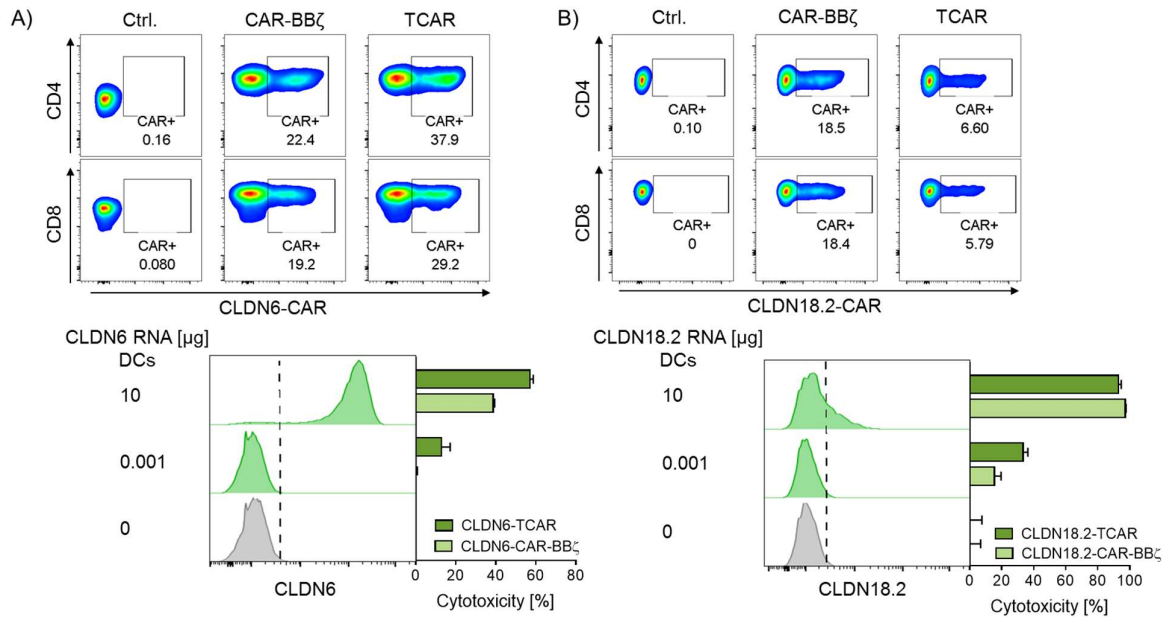 A)
Ctrl. CAR-BBζ TCAR
CD4
CAR+ CAR+ CAR+
0.16 22.4 37.9
CD8
CAR+ CAR+ CAR+
0.080 19.2 29.2
CLDN6-CAR
CLDN6 RNA [µg]
DCs
10
0.001
0
CLDN6-TCAR
CLDN6-CAR-BBζ
0 20 40 60 80
CLDN6
Cytotoxicity [%]
B)
Ctrl. CAR-BBζ TCAR
CD4
CAR+ CAR+ CAR+
0.10 18.5 6.60
CD8
CAR+ CAR+ CAR+
0 18.4 5.79
CLDN18.2-CAR
CLDN18.2 RNA [µg]
DCs
10
0.001
0
CLDN18.2-TCAR
CLDN18.2-CAR-BBζ
0 20 40 60 80 100
CLDN18.2
Cytotoxicity [%]